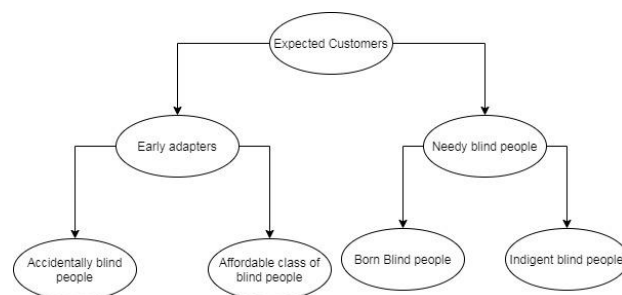 Expected Customers
Early adapters
Needy blind people
Accidentally blind
people
Affordable class of
blind people
Born Blind people
Indigent blind people